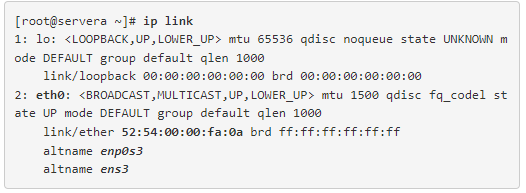 [root@servera ~]# ip link
1: lo: <LOOPBACK,UP,LOWER_UP> mtu 65536 qdisc noqueue state UNKNOWN m
ode DEFAULT group default qlen 1000
    link/loopback 00:00:00:00:00:00 brd 00:00:00:00:00:00
2: eth0: <BROADCAST,MULTICAST,UP,LOWER_UP> mtu 1500 qdisc fq_codel st
ate UP mode DEFAULT group default qlen 1000
    link/ether 52:54:00:00:fa:0a brd ff:ff:ff:ff:ff:ff
    altname enp0s3
    altname ens3